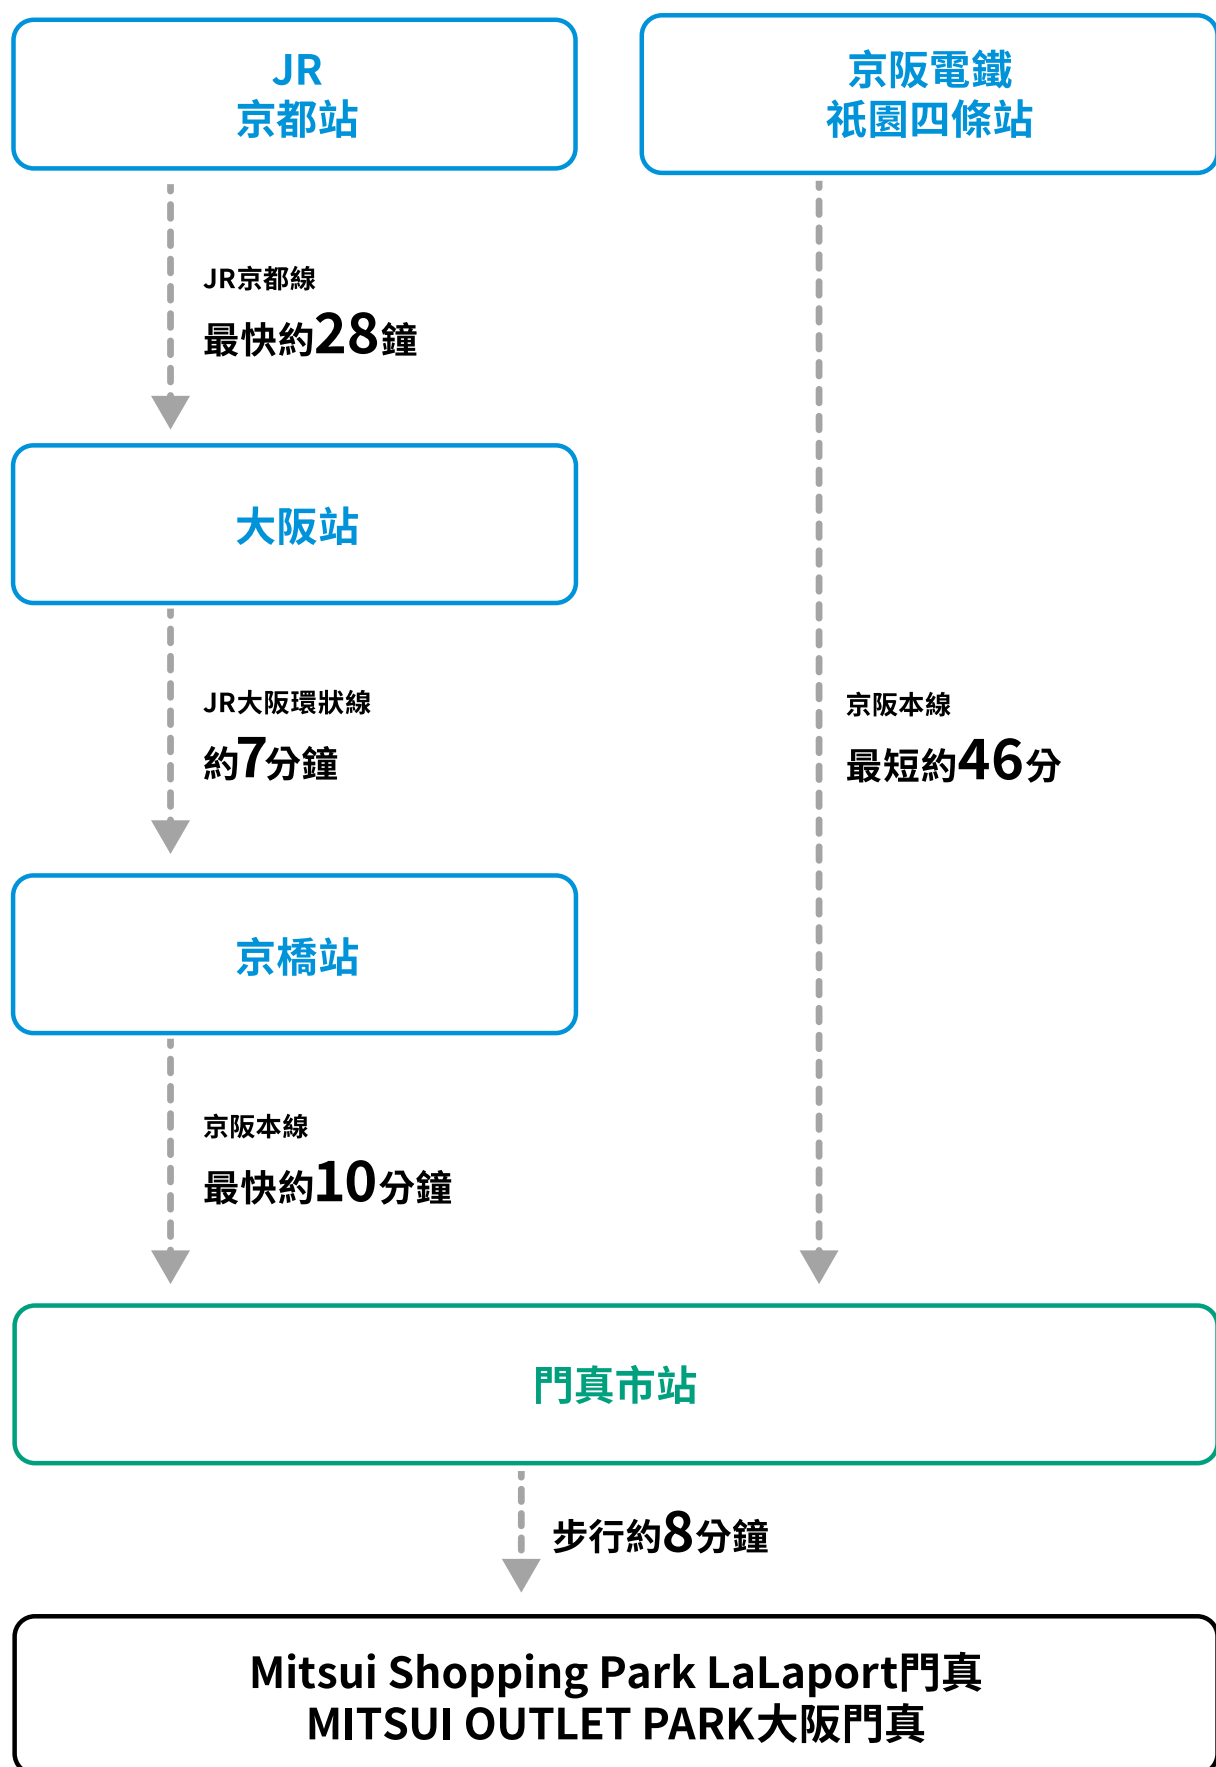 JR
京都站
京阪電鐵
祇園四條站
JR京都線
最快約28鐘
大阪站
JR大阪環狀線
約7分鐘
京阪本線
最短約46分
京橋站
京阪本線
最快約10分鐘
門真市站
步行約8分鐘
Mitsui Shopping Park LaLaport門真
MITSUI OUTLET PARK大阪門真